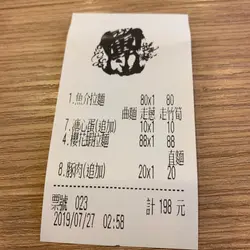 1.魚介拉麵 80x1 80
曲麵 走蔥 走竹筍
7.溏心蛋(追加) 10x1 10
4.櫻花蝦拉麵 88x1 88
直麵
8.豚肉(追加) 20x1 20
票號 023 計 198 元
2019/07/27 02:58